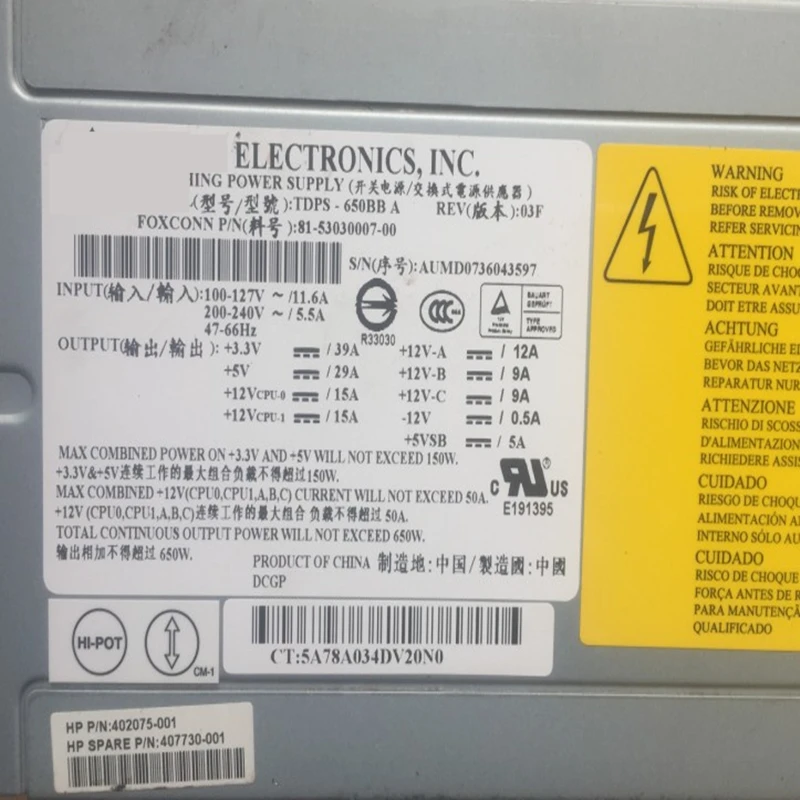 ELECTRONICS, INC.
POWER SUPPLY (开关电源/交換式電源供應器)
(型号/型號):TDPS - 650BB A REV(版本):03F
FOXCONN P/N(料号):81-53030007-00
S/N(序号):AUMD0736043597
INPUT(输入/輸入):100-127V ~ /11.6A
200-240V ~ / 5.5A
47-66Hz
R33030
CCC
BAUART GEPRÜFT
TYPE APPROVED
OUTPUT(输出/輸出): +3.3V / 39A +12V-A / 12A
+5V / 29A +12V-B / 9A
+12VCPU-0 / 15A +12V-C / 9A
+12VCPU-1 / 15A -12V / 0.5A
+5VSB / 5A
MAX COMBINED POWER ON +3.3V AND +5V WILL NOT EXCEED 150W.
+3.3V&+5V连续工作的最大组合负载不得超过150W.
MAX COMBINED +12V(CPU0,CPU1,A,B,C) CURRENT WILL NOT EXCEED 50A.
+12V (CPU0,CPU1,A,B,C)连续工作的最大组合 负载不得超过 50A.
TOTAL CONTINUOUS OUTPUT POWER WILL NOT EXCEED 650W.
输出相加不得超过 650W.
C RU® US
E191395
PRODUCT OF CHINA 制造地:中国/製造國:中國
DCGP
HI-POT
CM-1
CT:5A78A034DV20N0
HP P/N:402075-001
HP SPARE P/N:407730-001
WARNING
RISK OF ELECT
BEFORE REMOV
REFER SERVICIN
ATTENTION
RISQUE DE CHOC
SECTEUR AVANT
DOIT ETRE ASSU
ACHTUNG
GEFÄHRLICHE EL
BEVOR DAS NETZ
REPARATUR NUR
ATTENZIONE
RISCHIO DI SCOSS
D'ALIMENTAZION
RICHIEDERE ASSIS
CUIDADO
RIESGO DE CHOQU
ALIMENTACIÓN A
INTERNO SÓLO AU
CUIDADO
RISCO DE CHOQUE
FORÇA ANTES DE R
PARA MANUTENÇÃ
QUALIFICADO